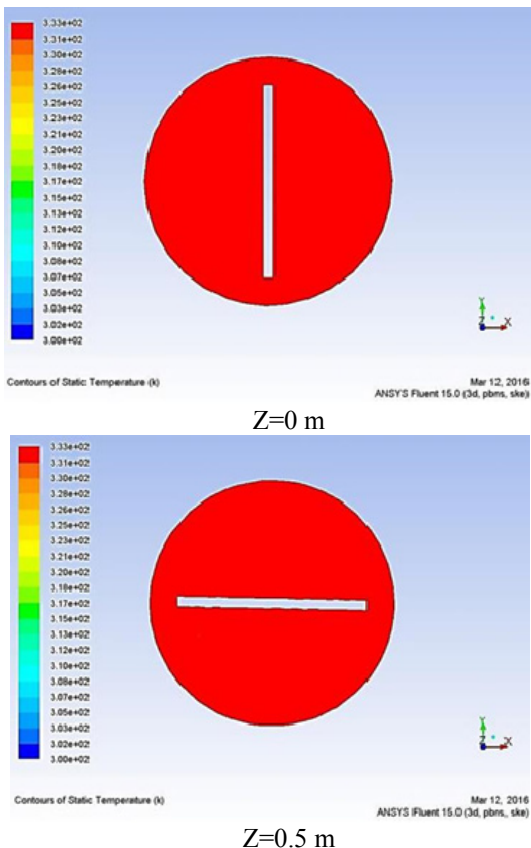 3.33e+02
3.31e+02
3.30e+02
3.28e+02
3.26e+02
3.25e+02
3.23e+02
3.21e+02
3.20e+02
3.17e+02
3.15e+02
3.13e+02
3.12e+02
3.10e+02
3.08e+02
3.07e+02
3.05e+02
3.03e+02
3.02e+02
3.00e+02
Y
Z X
Contours of Static Temperature (k)
Mar 12, 2016
ANSYS Fluent 15.0 (3d, pbns, ske)
Z=0 m
3.33e+02
3.31e+02
3.30e+02
3.28e+02
3.26e+02
3.25e+02
3.23e+02
3.21e+02
3.20e+02
3.18e+02
3.17e+02
3.15e+02
3.13e+02
3.12e+02
3.10e+02
3.08e+02
3.07e+02
3.05e+02
3.03e+02
3.02e+02
3.00e+02
Y
Z X
Contours of Static Temperature (k)
Mar 12, 2016
ANSYS Fluent 15.0 (3d, pbns, ske)
Z=0.5 m